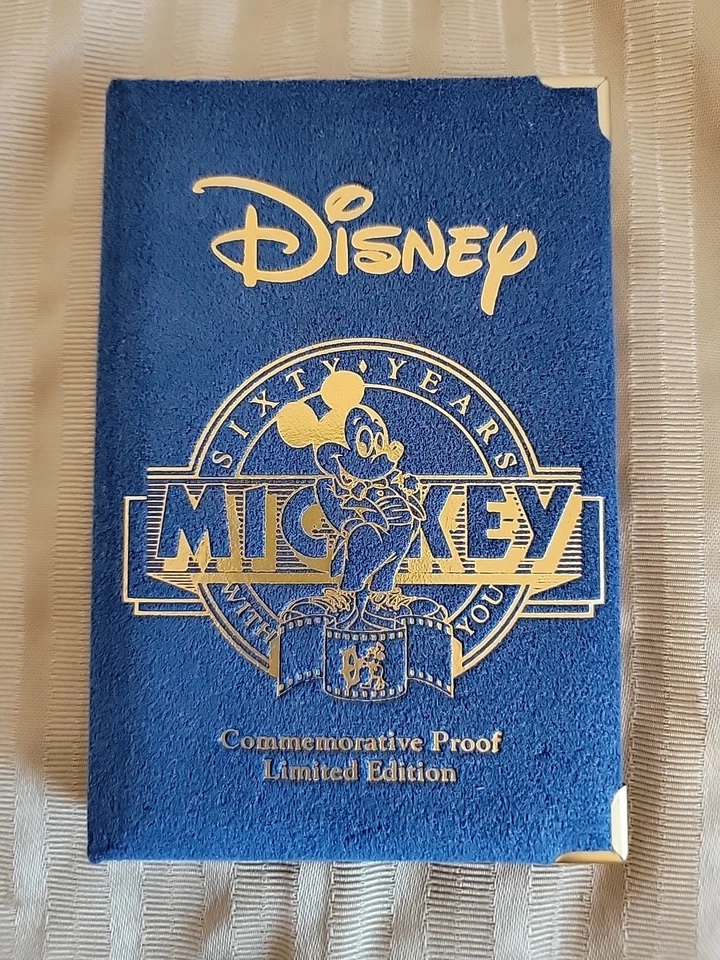 Disney
SIXTY YEARS
MICKEY
WITH YOU
Commemorative Proof
Limited Edition